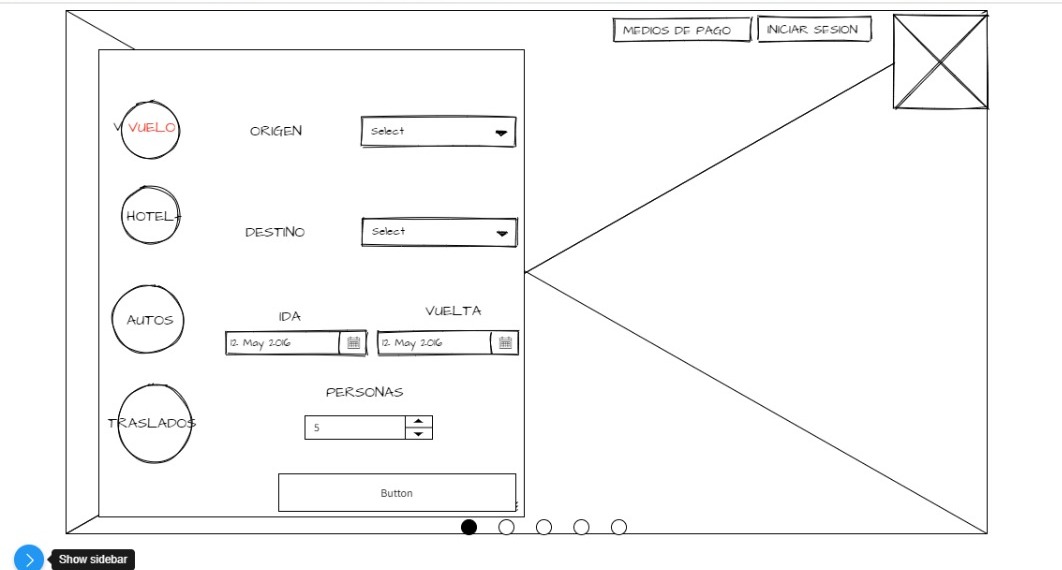 MEDIOS DE PAGO
INICIAR SESION
VUELO
ORIGEN
Select
HOTEL
DESTINO
Select
AUTOS
IDA
VUELTA
12 May 2016
12 May 2016
PERSONAS
TRASLADOS
5
Button
Show sidebar